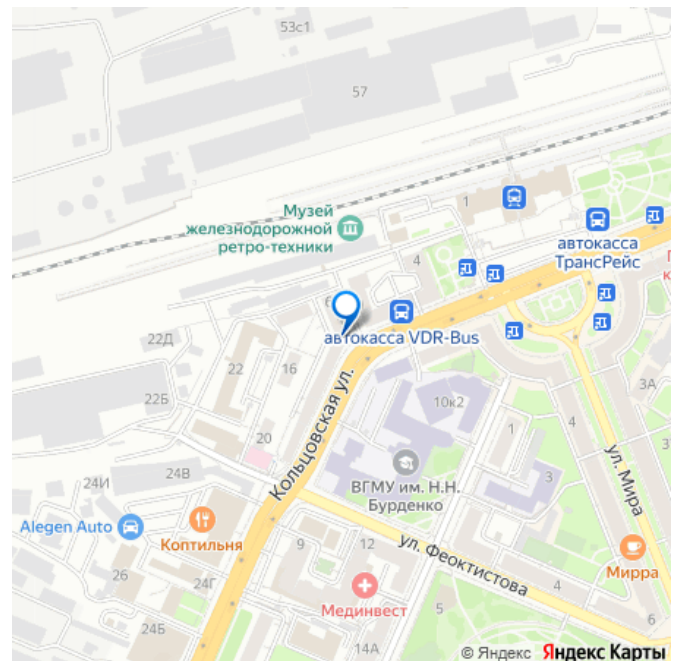 53с1
57
Музей
железнодорожной
ретро-техники
1
автокасса
ТрансРейс
4
автокасса VDR-Bus
22Д
22
16
22Б
Кольцовская ул.
10к2
3А
20
1
4
ул. Мира
24И
24В
ВГМУ им. Н.Н.
Бурденко
3
Alegen Auto
Коптильня
9
12
ул. Феоктистова
26
24Г
Мединвест
4
Мирра
24Б
5
6
14А
© Яндекс Яндекс Карты